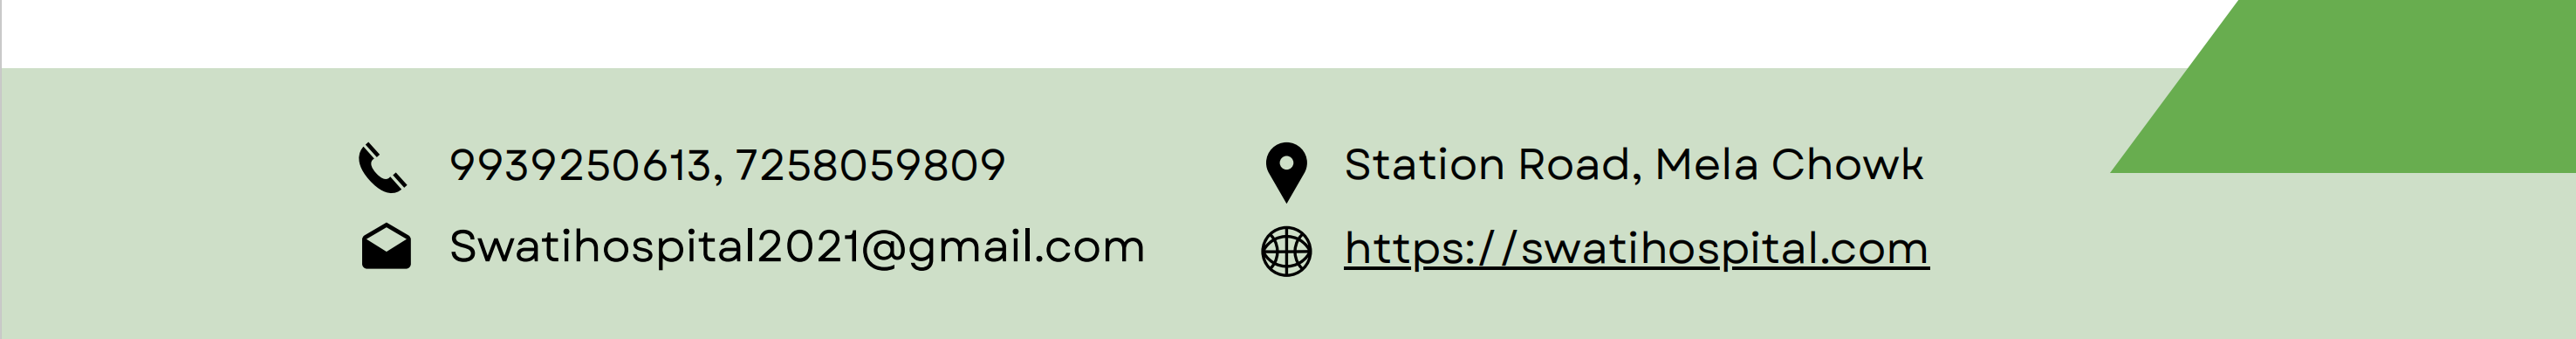 9939250613, 7258059809
Swatihospital2021@gmail.com
Station Road, Mela Chowk
https://swatihospital.com